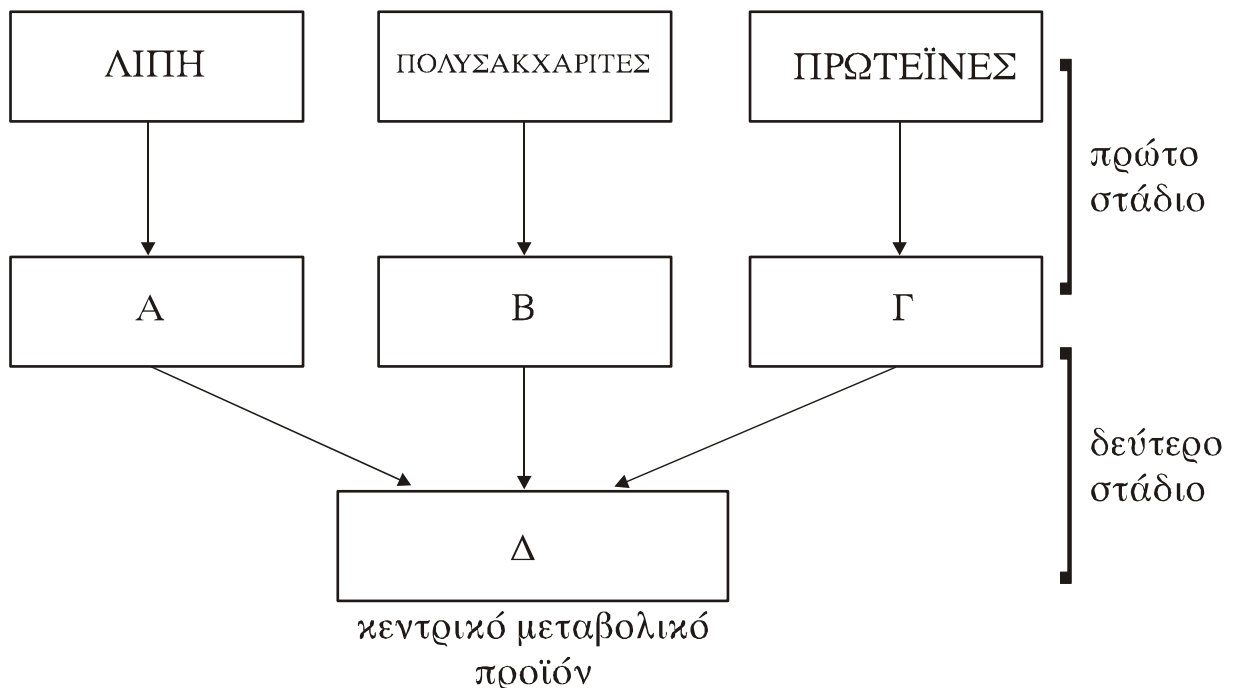 ΛΙΠΗ
ΠΟΛΥΣΑΚΧΑΡΙΤΕΣ
ΠΡΩΤΕΪΝΕΣ
πρώτο
στάδιο
Α
Β
Γ
δεύτερο
στάδιο
Δ
κεντρικό μεταβολικό
προϊόν